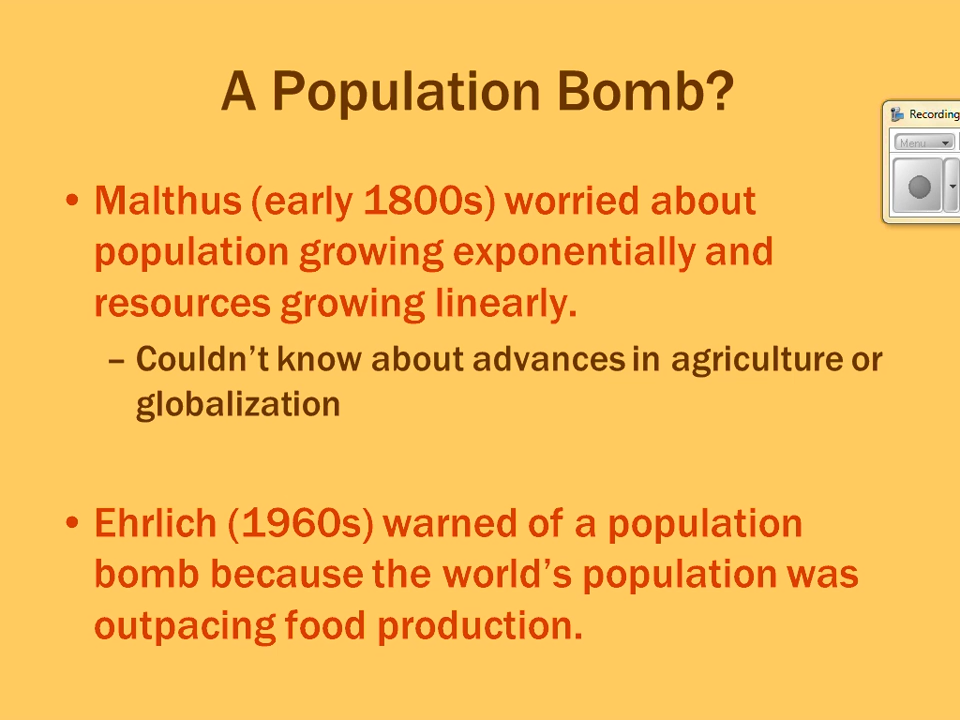 A Population Bomb?
Recording
Menu
• Malthus (early 1800s) worried about
population growing exponentially and
resources growing linearly.
– Couldn’t know about advances in agriculture or
globalization
• Ehrlich (1960s) warned of a population
bomb because the world’s population was
outpacing food production.